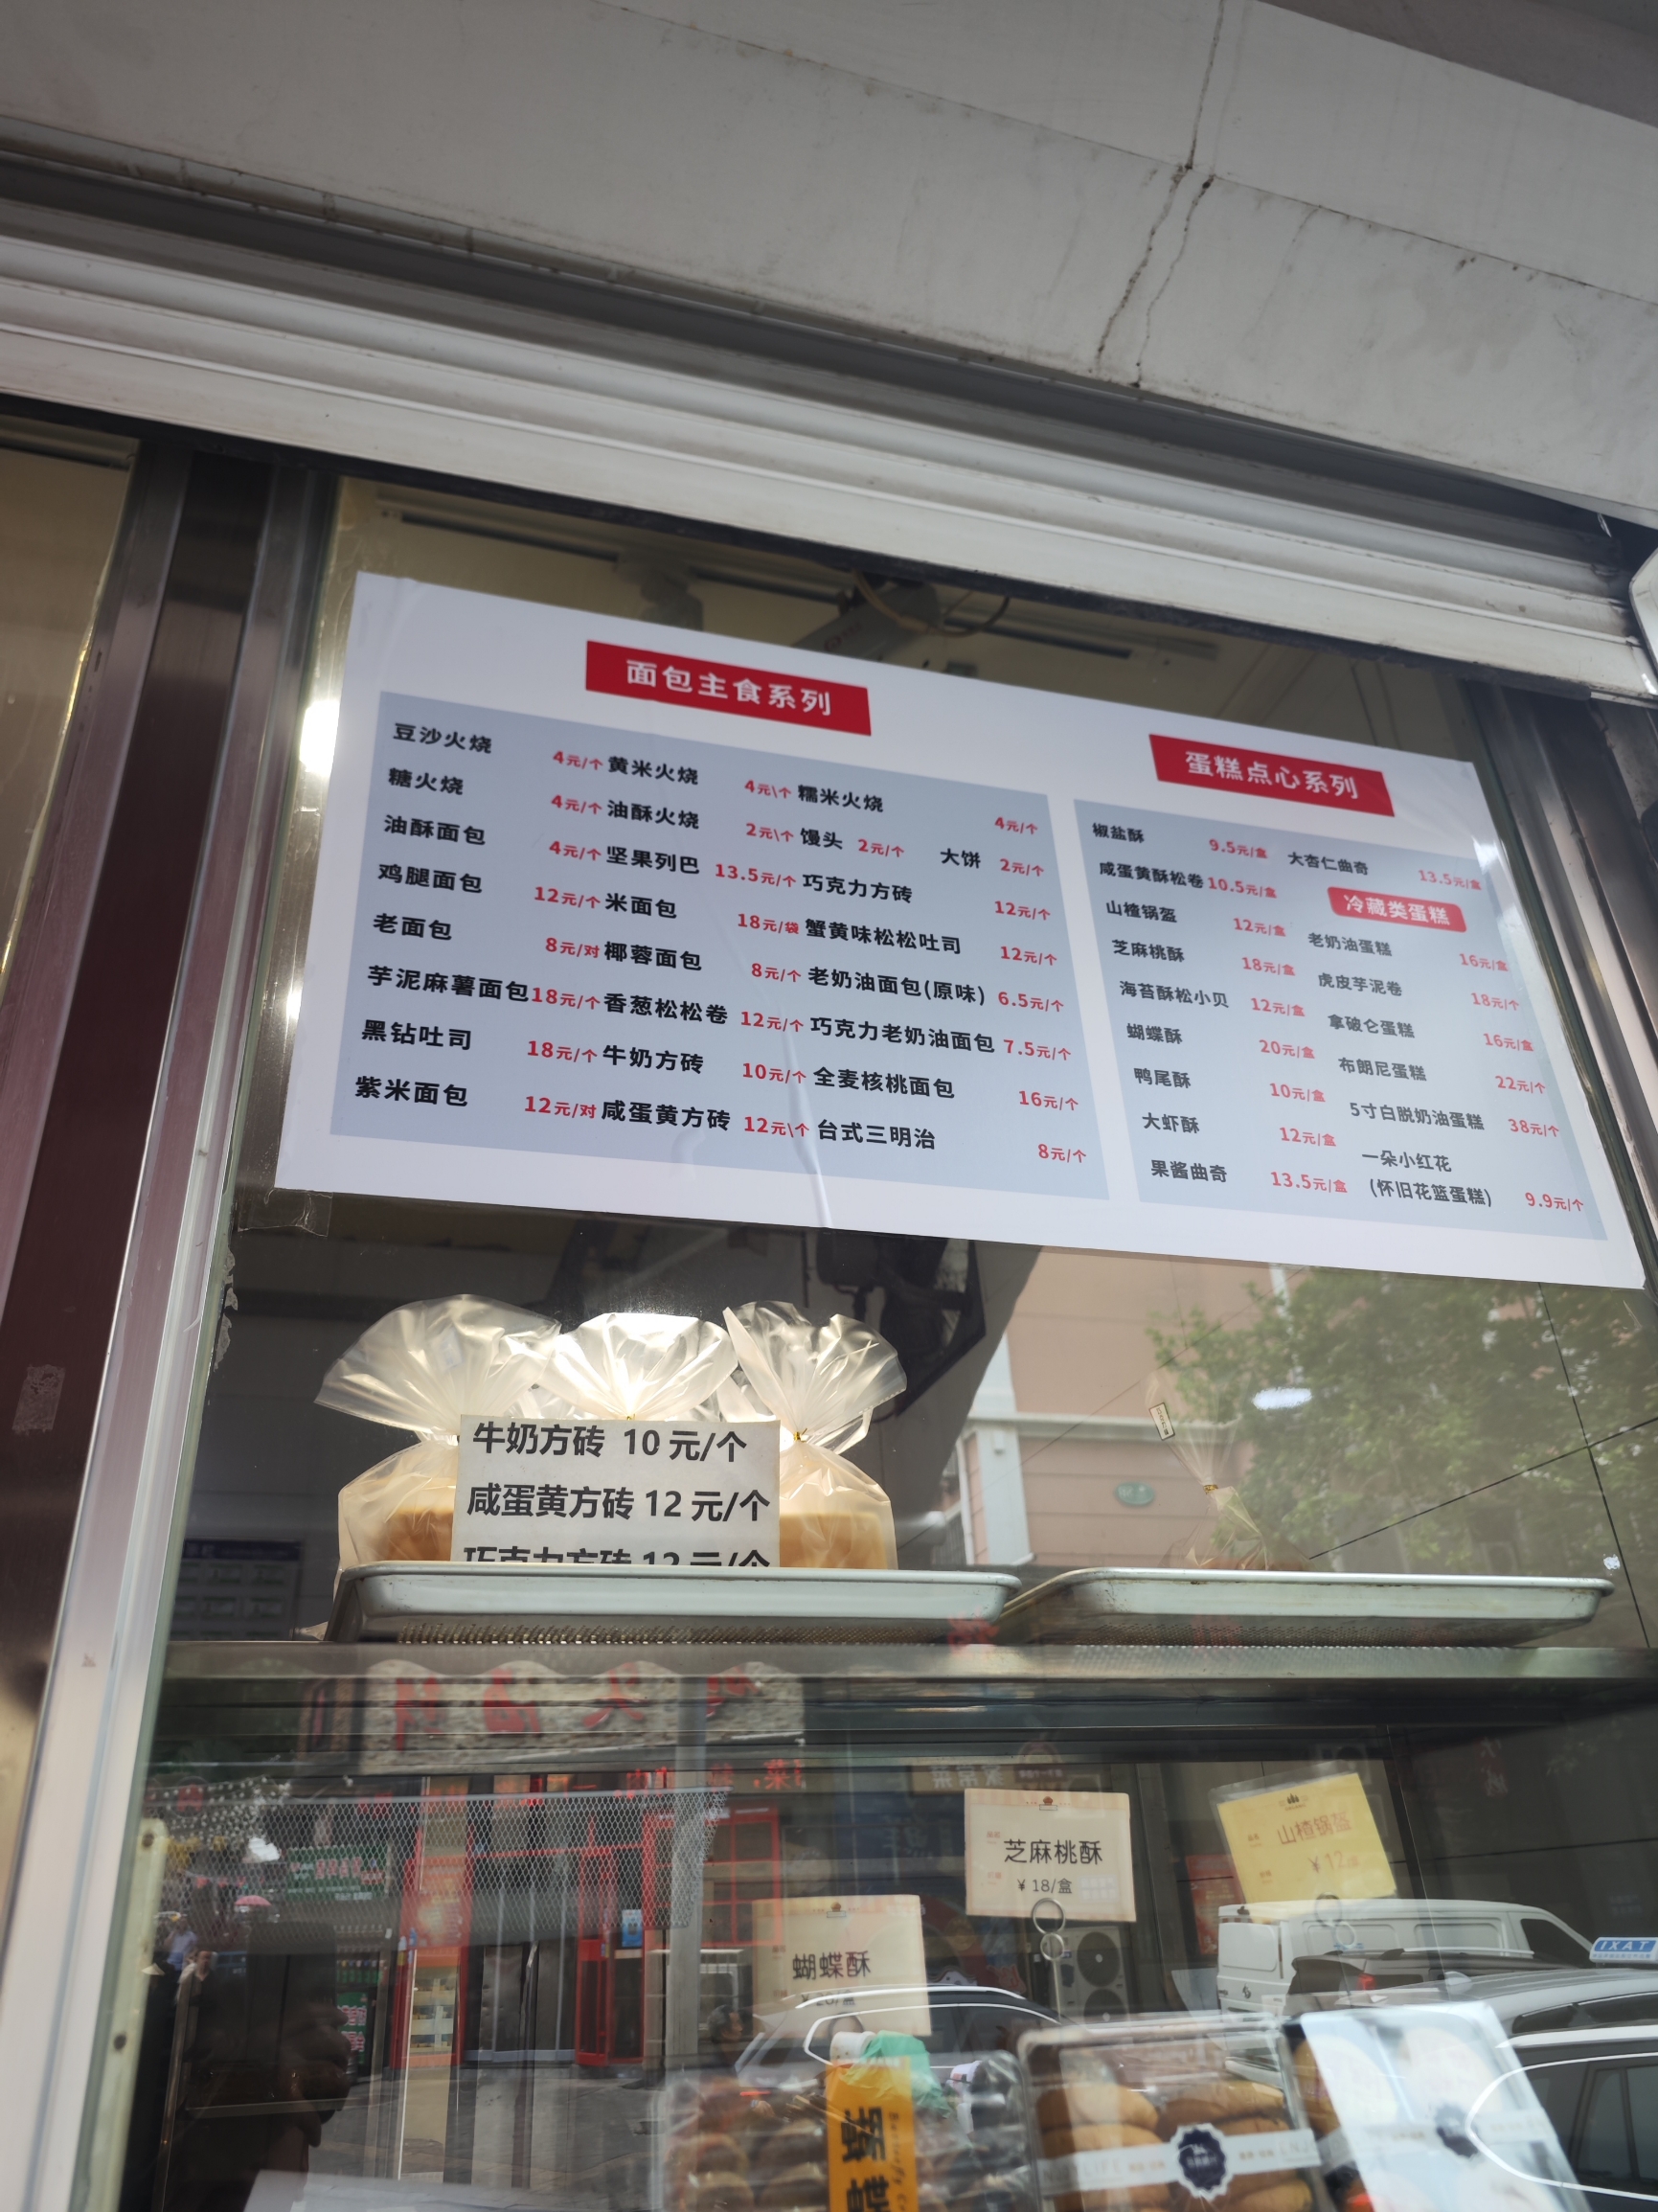 面包主食系列
豆沙火烧 4元/个 黄米火烧 4元\个 糯米火烧 4元/个
糖火烧 4元/个 油酥火烧 2元\个 馒头 2元/个 大饼 2元/个
油酥面包 4元/个 坚果列巴 13.5元/个 巧克力方砖 12元/个
鸡腿面包 12元/个 米面包 18元/袋 蟹黄味松松吐司 12元/个
老面包 8元/对 椰蓉面包 8元/个 老奶油面包(原味) 6.5元/个
芋泥麻薯面包 18元/个 香葱松松卷 12元/个 巧克力老奶油面包 7.5元/个
黑钻吐司 18元/个 牛奶方砖 10元/个 全麦核桃面包 16元/个
紫米面包 12元/对 咸蛋黄方砖 12元\个 台式三明治 8元/个
蛋糕点心系列
椒盐酥 9.5元/盒 大杏仁曲奇 13.5元/盒
咸蛋黄酥松卷 10.5元/盒 冷藏类蛋糕
山楂锅盔 12元/盒 老奶油蛋糕 16元/盒
芝麻桃酥 18元/盒 虎皮芋泥卷 18元/个
海苔酥松小贝 12元/盒 拿破仑蛋糕 16元/盒
蝴蝶酥 20元/盒 布朗尼蛋糕 22元/个
鸭尾酥 10元/盒 5寸白脱奶油蛋糕 38元/个
大虾酥 12元/盒 一朵小红花
果酱曲奇 13.5元/盒 (怀旧花篮蛋糕) 9.9元/个
牛奶方砖 10 元/个
咸蛋黄方砖 12 元/个
巧克力方砖 12 元/个
芝麻桃酥
¥ 18/盒
山楂锅盔
¥ 12
蝴蝶酥
¥ 20/盒
TAXI